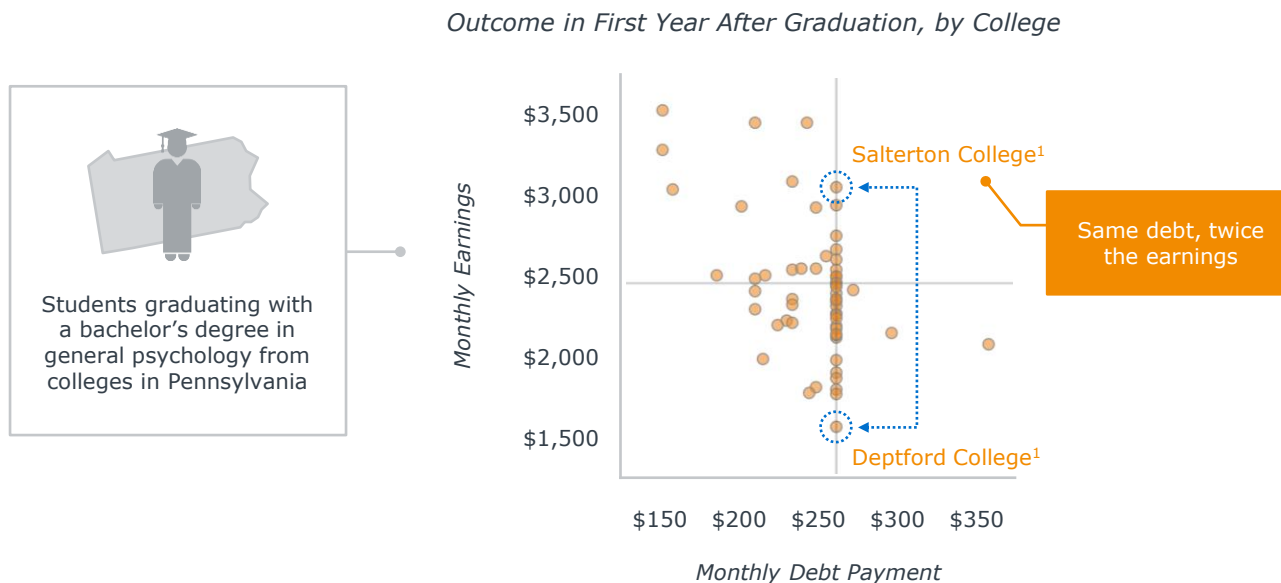 Outcome in First Year After Graduation, by College
Students graduating with
a bachelor’s degree in
general psychology from
colleges in Pennsylvania
Monthly Earnings
$3,500
$3,000
$2,500
$2,000
$1,500
Salterton College¹
Deptford College¹
Same debt, twice
the earnings
$150 $200 $250 $300 $350
Monthly Debt Payment